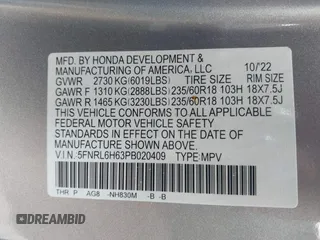 MFD. BY HONDA DEVELOPMENT &
MANUFACTURING OF AMERICA, LLC 10/'22
GVWR 2730 KG (6019LBS) TIRE SIZE RIM SIZE
GAWR F 1310 KG (2888LBS) 235/60R18 103H 18X7.5J
GAWR R 1465 KG (3230LBS) 235/60R18 103H 18X7.5J
THIS VEHICLE CONFORMS TO ALL APPLICABLE FEDERAL
MOTOR VEHICLE SAFETY AND THEFT PREVENTION
STANDARDS IN EFFECT ON THE DATE OF MANUFACTURE
SHOWN ABOVE.
V.I.N. 5FNRL6H63PB020409 TYPE: MPV
THR P AG8 -NH830M -B -B
DREAMBID